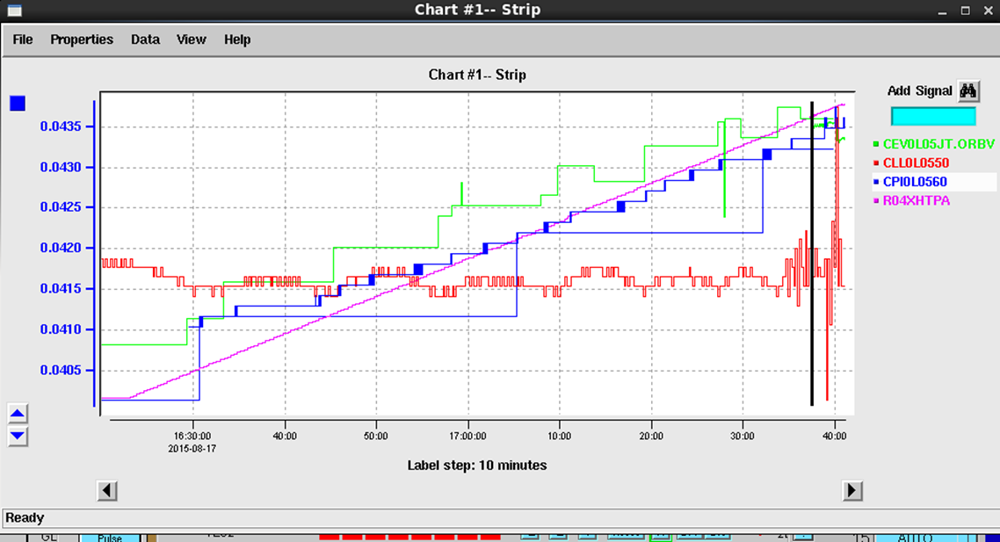 Chart #1-- Strip
File Properties Data View Help
Chart #1-- Strip
Add Signal
0.0435
0.0430
0.0425
0.0420
0.0415
0.0410
0.0405
CEV0L05JT.ORBV
CLL0L0550
CPI0L0560
R04XHTPA
16:30:00 40:00 50:00 17:00:00 10:00 20:00 30:00 40:00
2015-08-17
Label step: 10 minutes
Ready
GL Pulse AUTO